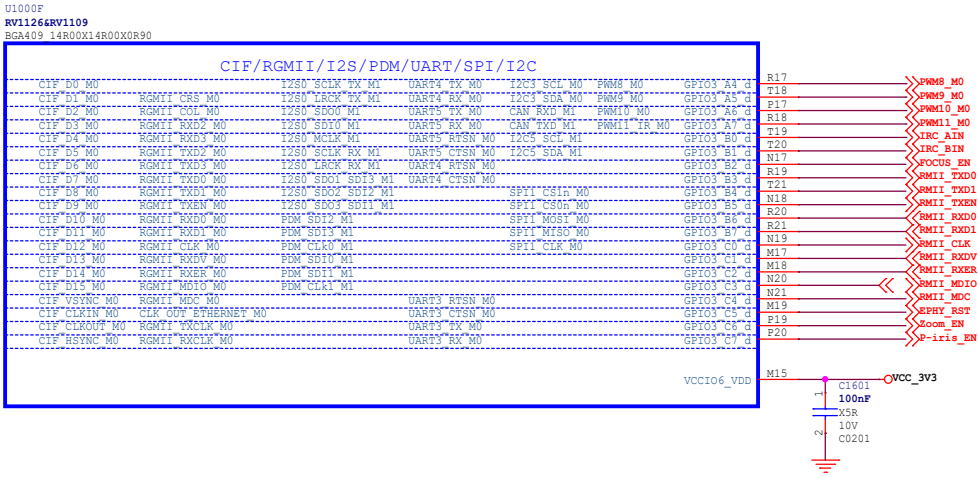 U1000F
RV1126&RV1109
BGA409_14R00X14R00X0R90
CIF/RGMII/I2S/PDM/UART/SPI/I2C
CIF_D0_M0 I2S0_SCLK_TX_M1 UART4_TX_M0 I2C3_SCL_M0 PWM8_M0 GPIO3_A4_d R17 PWM8_M0
CIF_D1_M0 RGMII_CRS_M0 I2S0_LRCK_TX_M1 UART4_RX_M0 I2C3_SDA_M0 PWM9_M0 GPIO3_A5_d T18 PWM9_M0
CIF_D2_M0 RGMII_COL_M0 I2S0_SDO0_M1 UART5_TX_M0 CAN_RXD_M1 PWM10_M0 GPIO3_A6_d P17 PWM10_M0
CIF_D3_M0 RGMII_RXD2_M0 I2S0_SDI0_M1 UART5_RX_M0 CAN_TXD_M1 PWM11_IR_M0 GPIO3_A7_d R18 PWM11_M0
CIF_D4_M0 RGMII_RXD3_M0 I2S0_MCLK_M1 UART5_RTSN_M0 I2C5_SCL_M1 GPIO3_B0_d T19 IRC_AIN
CIF_D5_M0 RGMII_TXD2_M0 I2S0_SCLK_RX_M1 UART5_CTSN_M0 I2C5_SDA_M1 GPIO3_B1_d T20 IRC_BIN
CIF_D6_M0 RGMII_TXD3_M0 I2S0_LRCK_RX_M1 UART4_RTSN_M0 GPIO3_B2_d N17 FOCUS_EN
CIF_D7_M0 RGMII_TXD0_M0 I2S0_SDO1_SDI3_M1 UART4_CTSN_M0 GPIO3_B3_d R19 RMII_TXD0
CIF_D8_M0 RGMII_TXD1_M0 I2S0_SDO2_SDI2_M1 SPI1_CS1n_M0 GPIO3_B4_d T21 RMII_TXD1
CIF_D9_M0 RGMII_TXEN_M0 I2S0_SDO3_SDI1_M1 SPI1_CS0n_M0 GPIO3_B5_d N18 RMII_TXEN
CIF_D10_M0 RGMII_RXD0_M0 PDM_SDI2_M1 SPI1_MOSI_M0 GPIO3_B6_d R20 RMII_RXD0
CIF_D11_M0 RGMII_RXD1_M0 PDM_SDI3_M1 SPI1_MISO_M0 GPIO3_B7_d R21 RMII_RXD1
CIF_D12_M0 RGMII_CLK_M0 PDM_CLk0_M1 SPI1_CLK_M0 GPIO3_C0_d N19 RMII_CLK
CIF_D13_M0 RGMII_RXDV_M0 PDM_SDI0_M1 GPIO3_C1_d M17 RMII_RXDV
CIF_D14_M0 RGMII_RXER_M0 PDM_SDI1_M1 GPIO3_C2_d M18 RMII_RXER
CIF_D15_M0 RGMII_MDIO_M0 PDM_CLk1_M1 GPIO3_C3_d N20 RMII_MDIO
CIF_VSYNC_M0 RGMII_MDC_M0 UART3_RTSN_M0 GPIO3_C4_d N21 RMII_MDC
CIF_CLKIN_M0 CLK_OUT_ETHERNET_M0 UART3_CTSN_M0 GPIO3_C5_d M19 EPHY_RST
CIF_CLKOUT_M0 RGMII_TXCLK_M0 UART3_TX_M0 GPIO3_C6_d P19 Zoom_EN
CIF_HSYNC_M0 RGMII_RXCLK_M0 UART3_RX_M0 GPIO3_C7_d P20 P-iris_EN
VCCIO6_VDD M15 VCC_3V3
1 C1601
100nF
X5R
10V
2 C0201